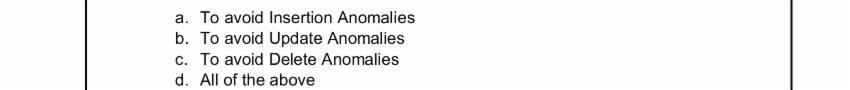 a. To avoid Insertion Anomalies
b. To avoid Update Anomalies
c. To avoid Delete Anomalies
d. All of the above